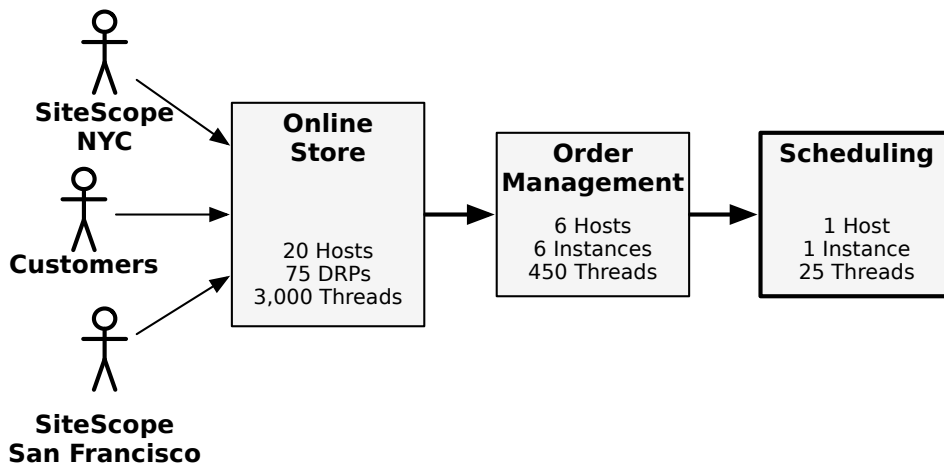 SiteScope
NYC
Customers
SiteScope
San Francisco
Online
Store
20 Hosts
75 DRPs
3,000 Threads
Order
Management
6 Hosts
6 Instances
450 Threads
Scheduling
1 Host
1 Instance
25 Threads